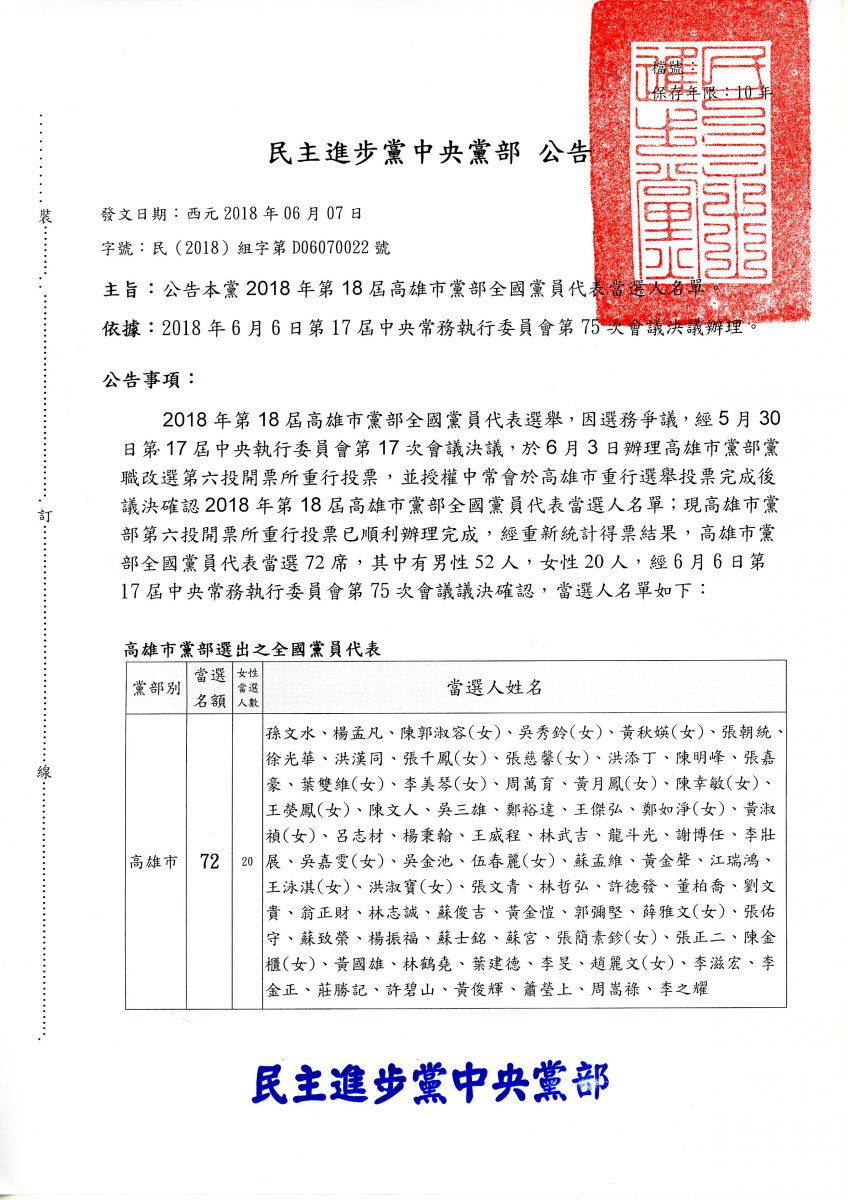 檔號：
保存年限：10 年
民主進步黨中央黨部 公告
發文日期：西元 2018 年 06 月 07 日
字號：民（2018）組字第 D06070022 號
主旨：公告本黨 2018 年第 18 屆高雄市黨部全國黨員代表當選人名單。
依據：2018 年 6 月 6 日第 17 屆中央常務執行委員會第 75 次會議決議辦理。
公告事項：
2018 年第 18 屆高雄市黨部全國黨員代表選舉，因選務爭議，經 5 月 30
日第 17 屆中央執行委員會第 17 次會議決議，於 6 月 3 日辦理高雄市黨部黨
職改選第六投開票所重行投票，並授權中常會於高雄市重行選舉投票完成後
議決確認 2018 年第 18 屆高雄市黨部全國黨員代表當選人名單；現高雄市黨
部第六投開票所重行投票已順利辦理完成，經重新統計得票結果，高雄市黨
部全國黨員代表當選 72 席，其中有男性 52 人，女性 20 人，經 6 月 6 日第
17 屆中央常務執行委員會第 75 次會議議決確認，當選人名單如下：
高雄市黨部選出之全國黨員代表
黨部別 當選名額 女性當選人數 當選人姓名
高雄市 72 20
孫文水、楊孟凡、陳郭淑容(女)、吳秀鈴(女)、黃秋媖(女)、張朝統、
徐光華、洪漢同、張千鳳(女)、張慈馨(女)、洪添丁、陳明峰、張嘉
豪、葉雙維(女)、李美琴(女)、周萬育、黃月鳳(女)、陳幸敏(女)、
王熒鳳(女)、陳文人、吳三雄、鄭裕達、王傑弘、鄭如淨(女)、黃淑
禎(女)、呂志材、楊秉翰、王威程、林武吉、龍斗光、謝博任、李壯
展、吳嘉雯(女)、吳金池、伍春麗(女)、蘇孟維、黃金聲、江瑞鴻、
王泳淇(女)、洪淑寶(女)、張文青、林哲弘、許德發、董柏喬、劉文
貴、翁正財、林志誠、蘇俊吉、黃金愷、郭彌堅、薛雅文(女)、張佑
守、蘇致榮、楊振福、蘇士銘、蘇宮、張簡素鉁(女)、張正二、陳金
櫃(女)、黃國雄、林鶴堯、葉建德、李旻、趙麗文(女)、李滋宏、李
金正、莊勝記、許碧山、黃俊輝、蕭瑩上、周嵩祿、李之耀
民主進步黨中央黨部
裝
訂
線